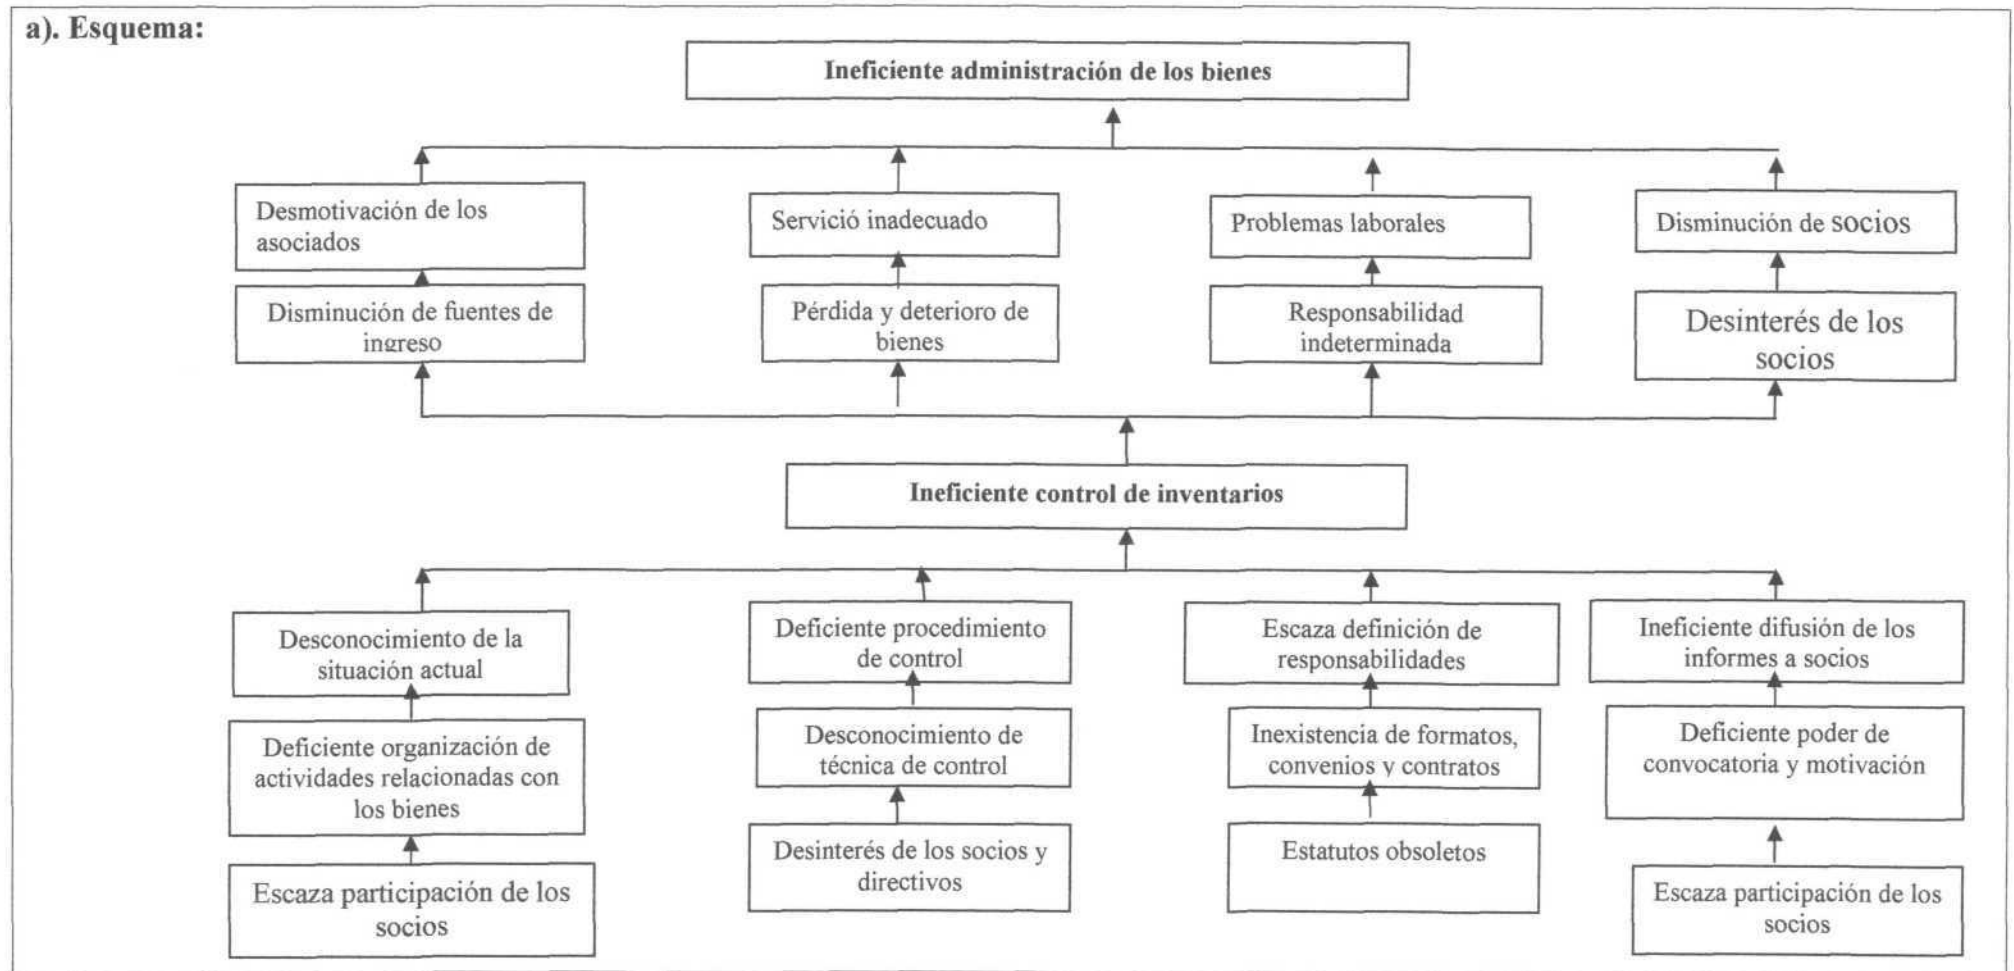 a). Esquema:
Ineficiente administración de los bienes
Desmotivación de los
asociados
Servició inadecuado
Problemas laborales
Disminución de socios
Disminución de fuentes de
ingreso
Pérdida y deterioro de
bienes
Responsabilidad
indeterminada
Desinterés de los
socios
Ineficiente control de inventarios
Desconocimiento de la
situación actual
Deficiente procedimiento
de control
Escaza definición de
responsabilidades
Ineficiente difusión de los
informes a socios
Deficiente organización de
actividades relacionadas con
los bienes
Desconocimiento de
técnica de control
Inexistencia de formatos,
convenios y contratos
Deficiente poder de
convocatoria y motivación
Escaza participación de los
socios
Desinterés de los socios y
directivos
Estatutos obsoletos
Escaza participación de los
socios